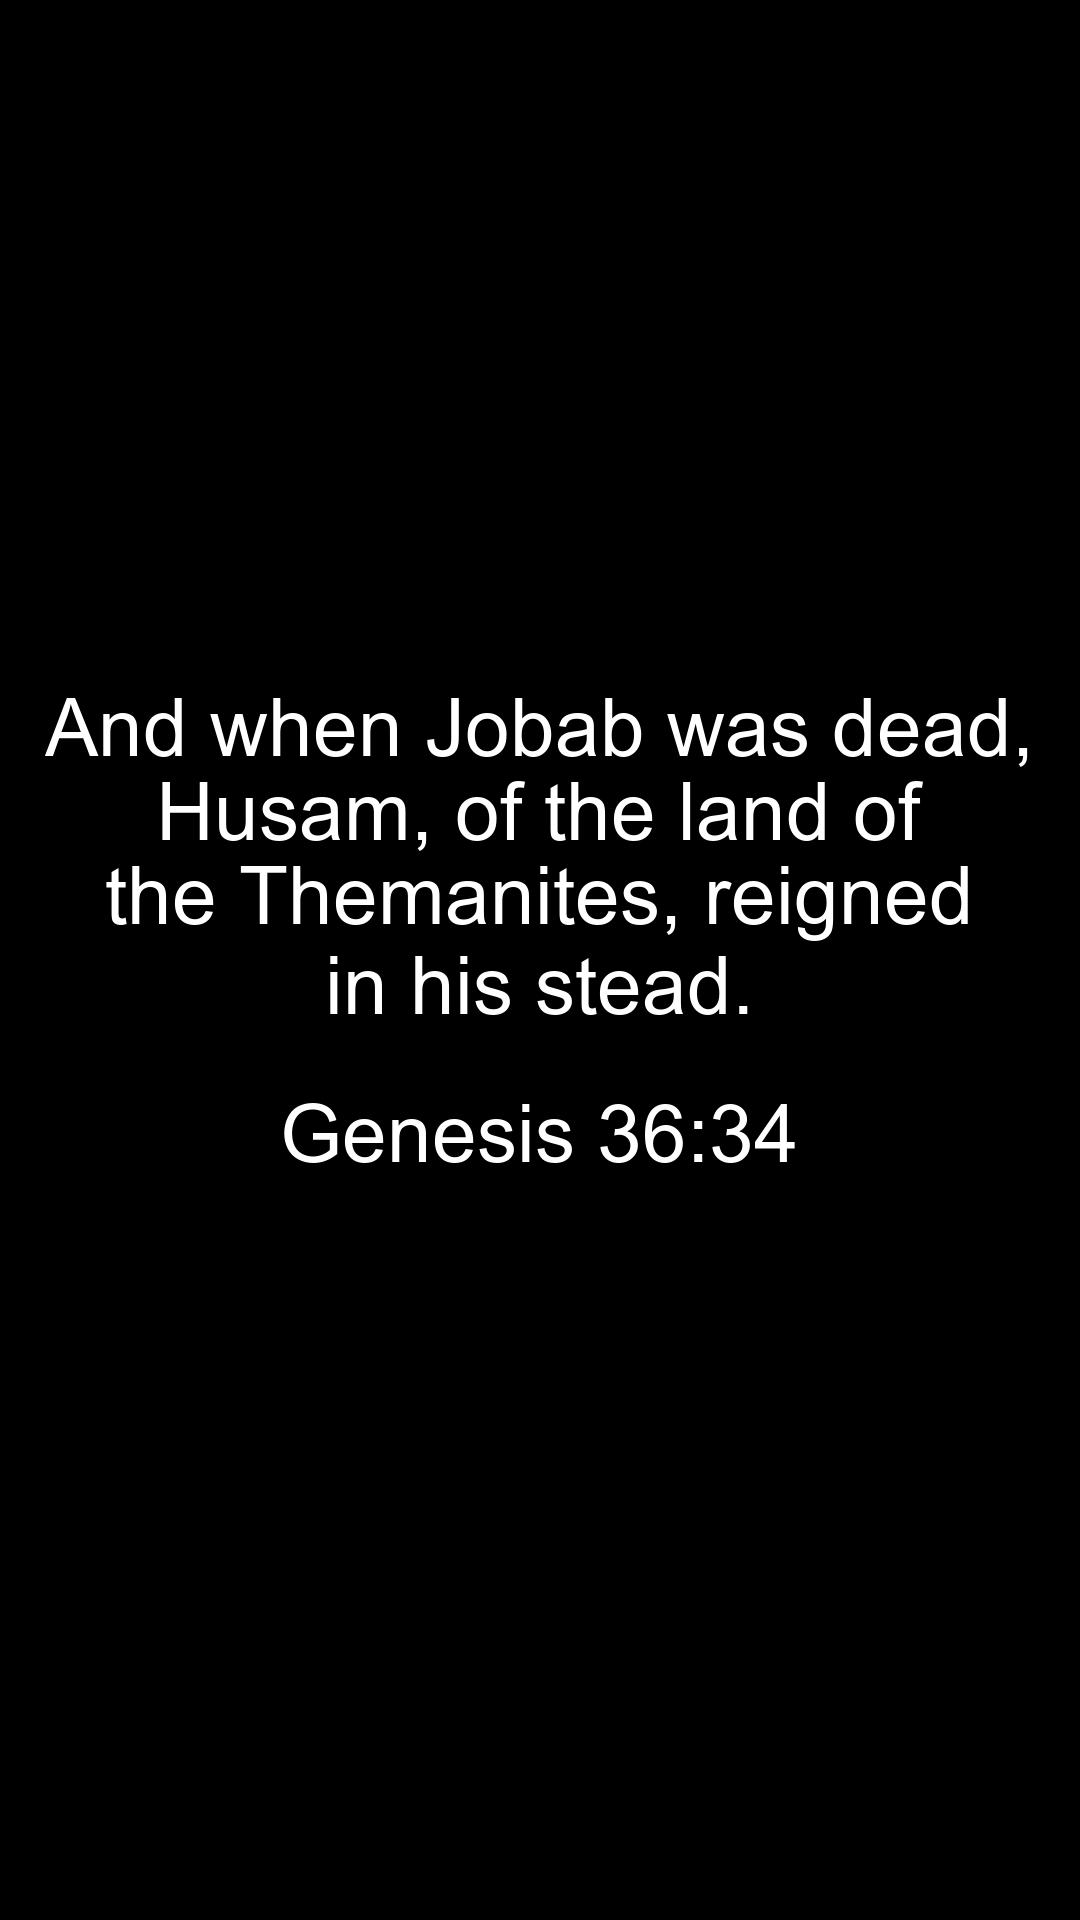 And when Jobab was dead,
Husam, of the land of
the Themanites, reigned
in his stead.
Genesis 36:34